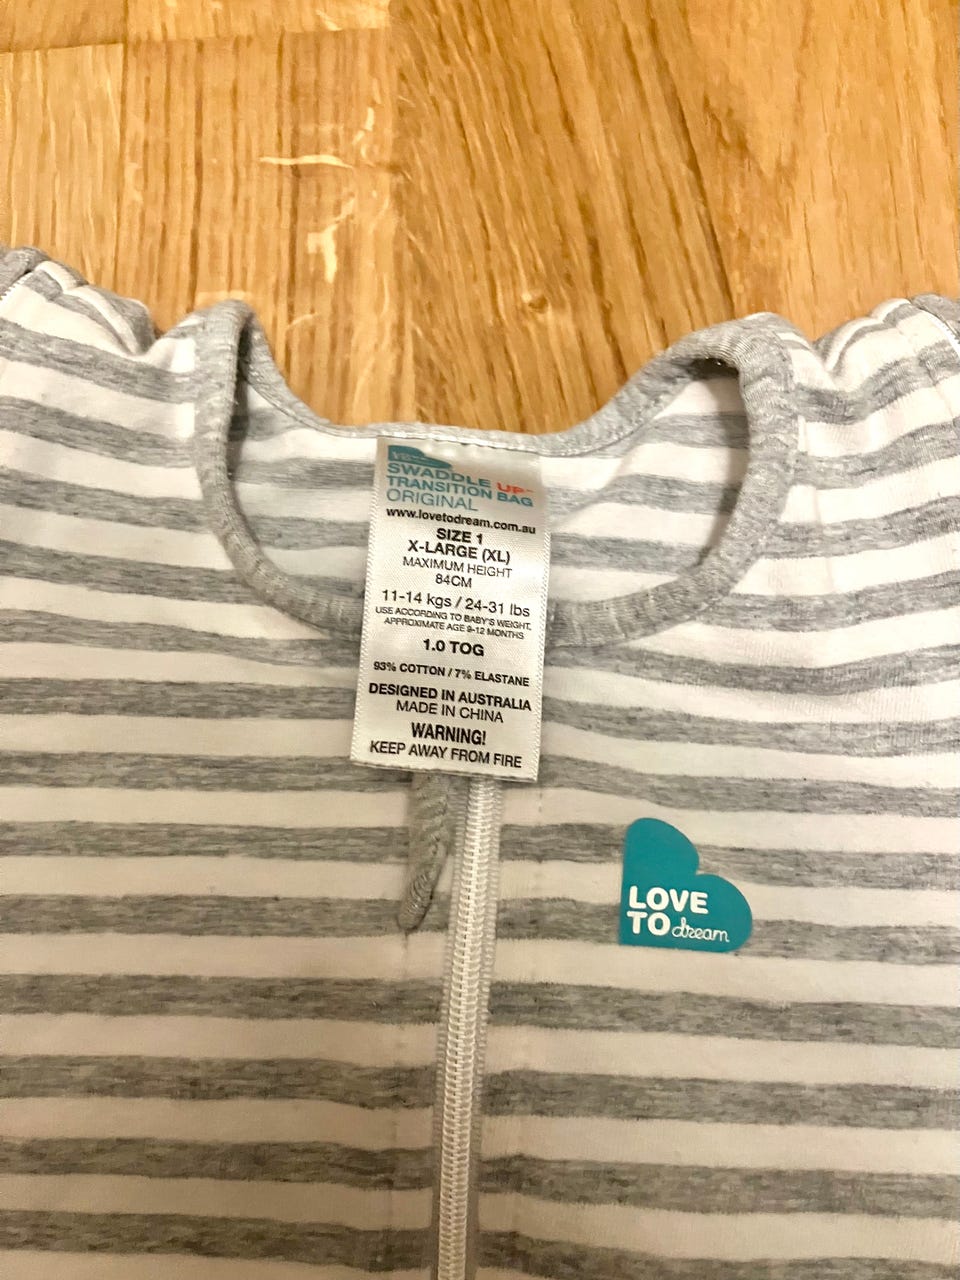 SWADDLE UP™
TRANSITION BAG
ORIGINAL
www.lovetodream.com.au
SIZE 1
X-LARGE (XL)
MAXIMUM HEIGHT
84CM
11-14 kgs / 24-31 lbs
USE ACCORDING TO BABY'S WEIGHT.
APPROXIMATE AGE 9-12 MONTHS
1.0 TOG
93% COTTON / 7% ELASTANE
DESIGNED IN AUSTRALIA
MADE IN CHINA
WARNING!
KEEP AWAY FROM FIRE
LOVE
TO dream